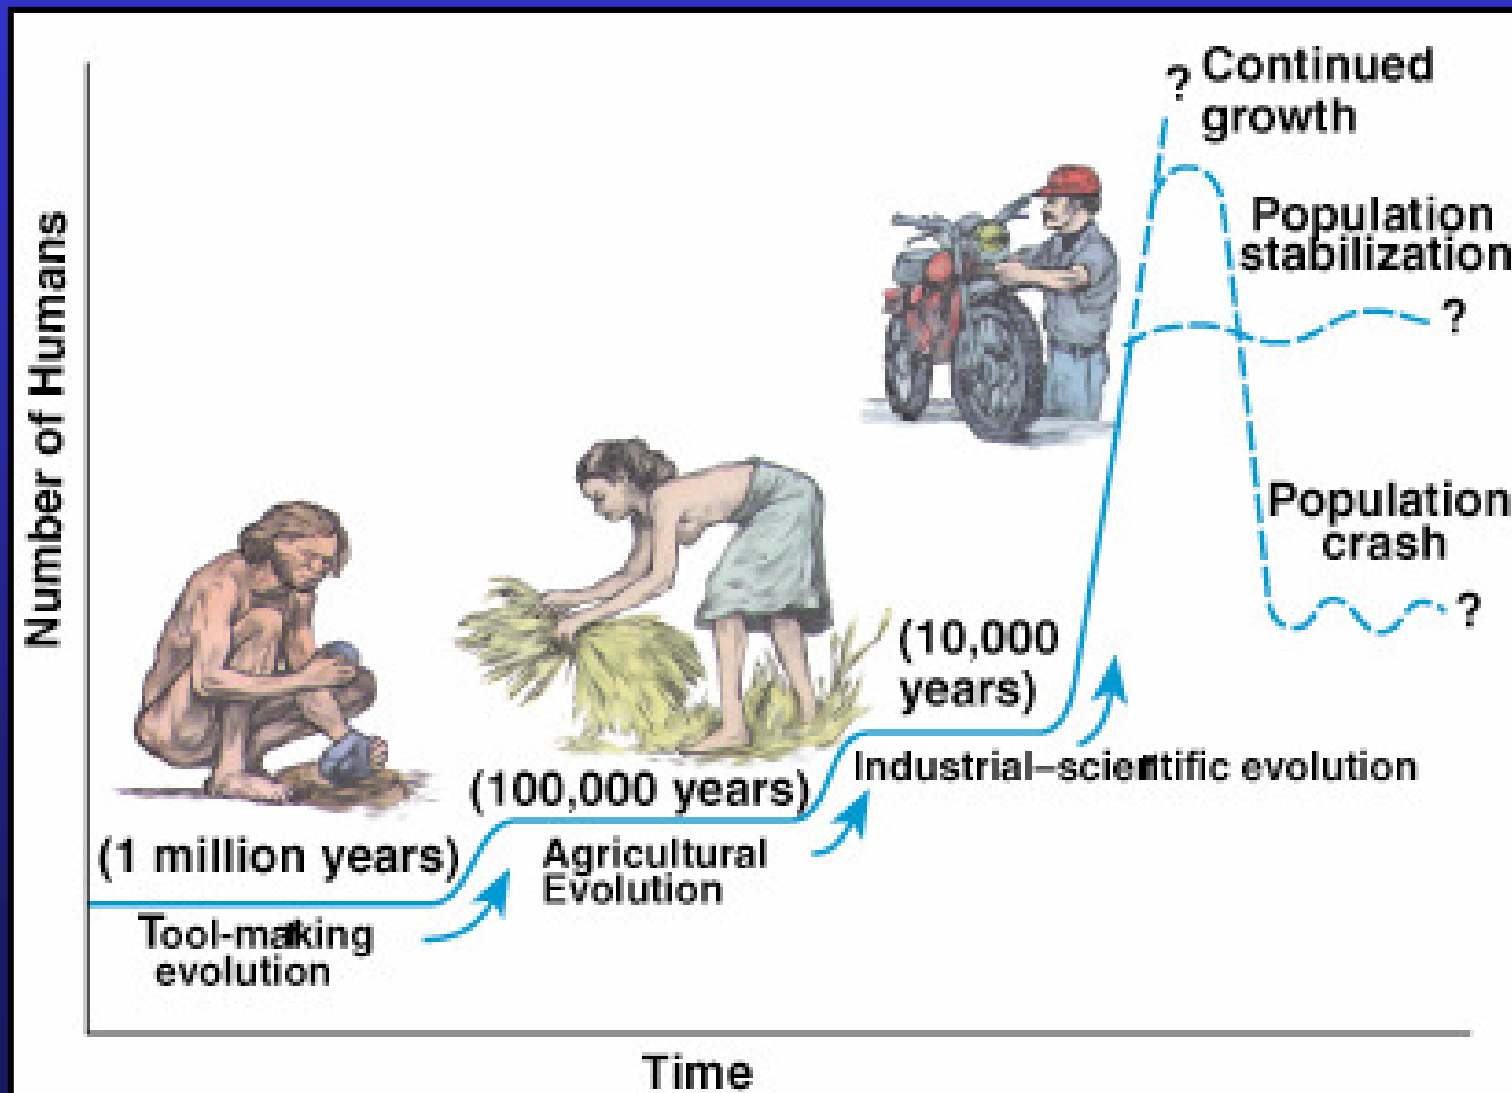 ? Continued
growth
Population
stabilization
?
Population
crash
?
Number of Humans
(10,000
years)
Industrial–scientific evolution
(100,000 years)
Agricultural
Evolution
(1 million years)
Tool-making
evolution
Time